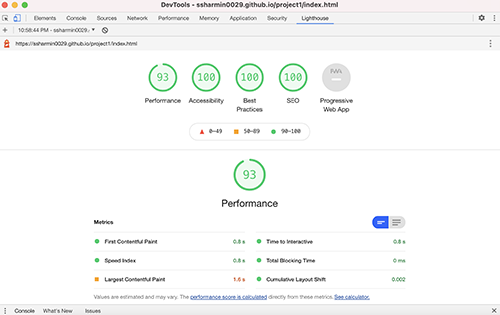 DevTools - ssharmin0029.github.io/project1/index.html
Elements Console Sources Network Performance Memory Application Security Lighthouse
10:58:44 PM - ssharmin0029....
https://ssharmin0029.github.io/project1/index.html
93 100 100 100
Performance Accessibility Best Practices SEO Progressive Web App
0–49 50–89 90–100
93
Performance
Metrics
First Contentful Paint 0.8 s Time to Interactive 0.8 s
Speed Index 0.8 s Total Blocking Time 0 ms
Largest Contentful Paint 1.6 s Cumulative Layout Shift 0.002
Values are estimated and may vary. The performance score is calculated directly from these metrics. See calculator.
Console What's New Issues